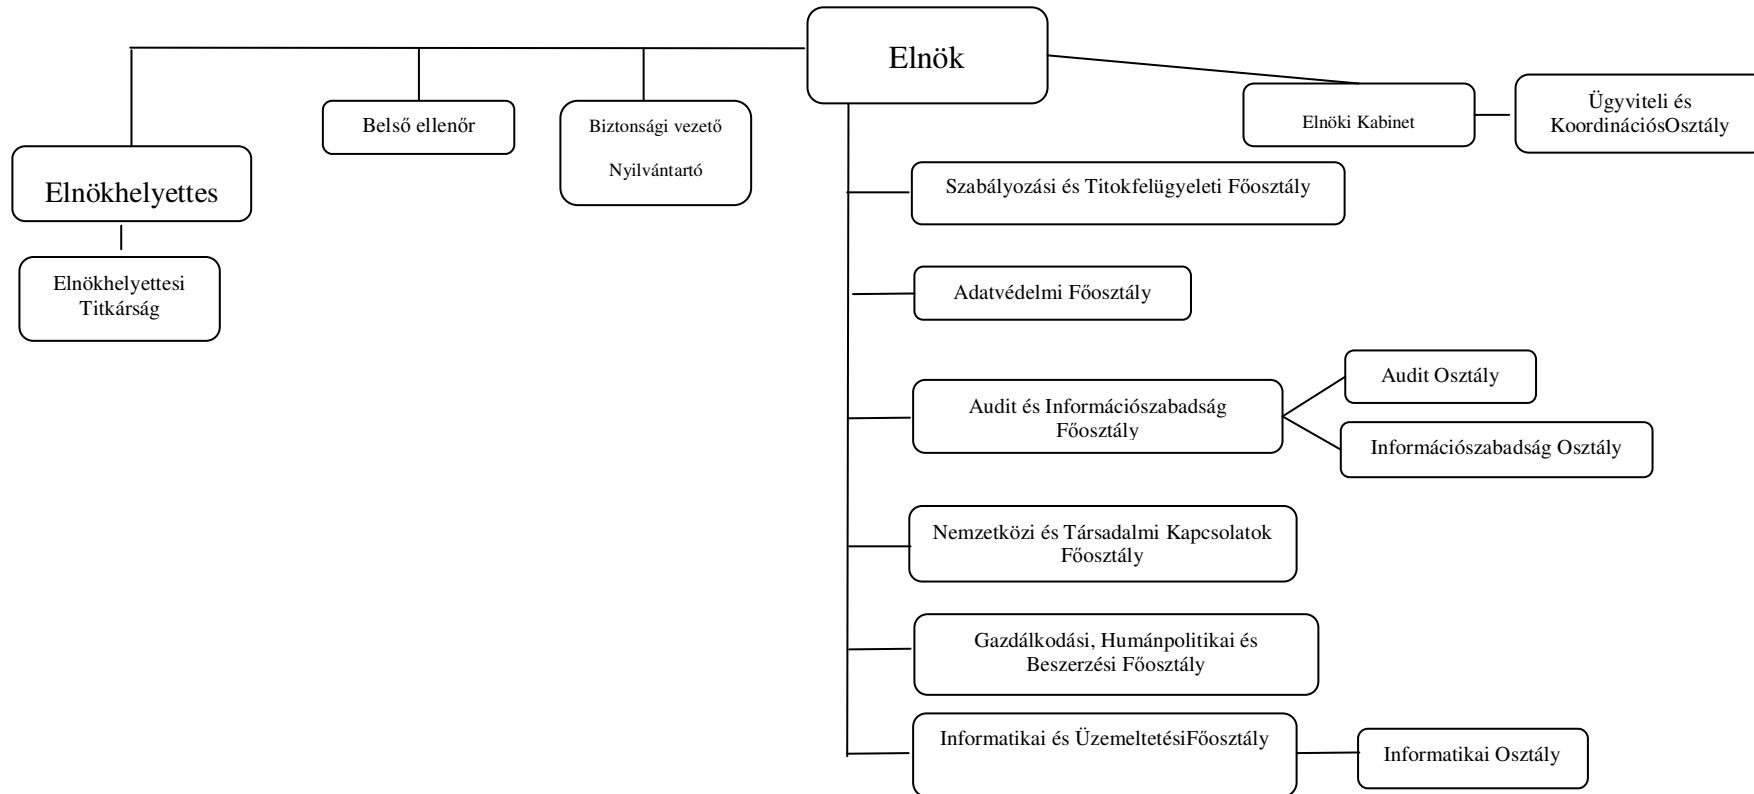 Elnök
Ügyviteli és
KoordinációsOsztály
Elnöki Kabinet
Belső ellenőr
Biztonsági vezető
Nyilvántartó
Elnökhelyettes
Elnökhelyettesi
Titkárság
Szabályozási és Titokfelügyeleti Főosztály
Adatvédelmi Főosztály
Audit és Információszabadság
Főosztály
Audit Osztály
Információszabadság Osztály
Nemzetközi és Társadalmi Kapcsolatok
Főosztály
Gazdálkodási, Humánpolitikai és
Beszerzési Főosztály
Informatikai és ÜzemeltetésiFőosztály
Informatikai Osztály